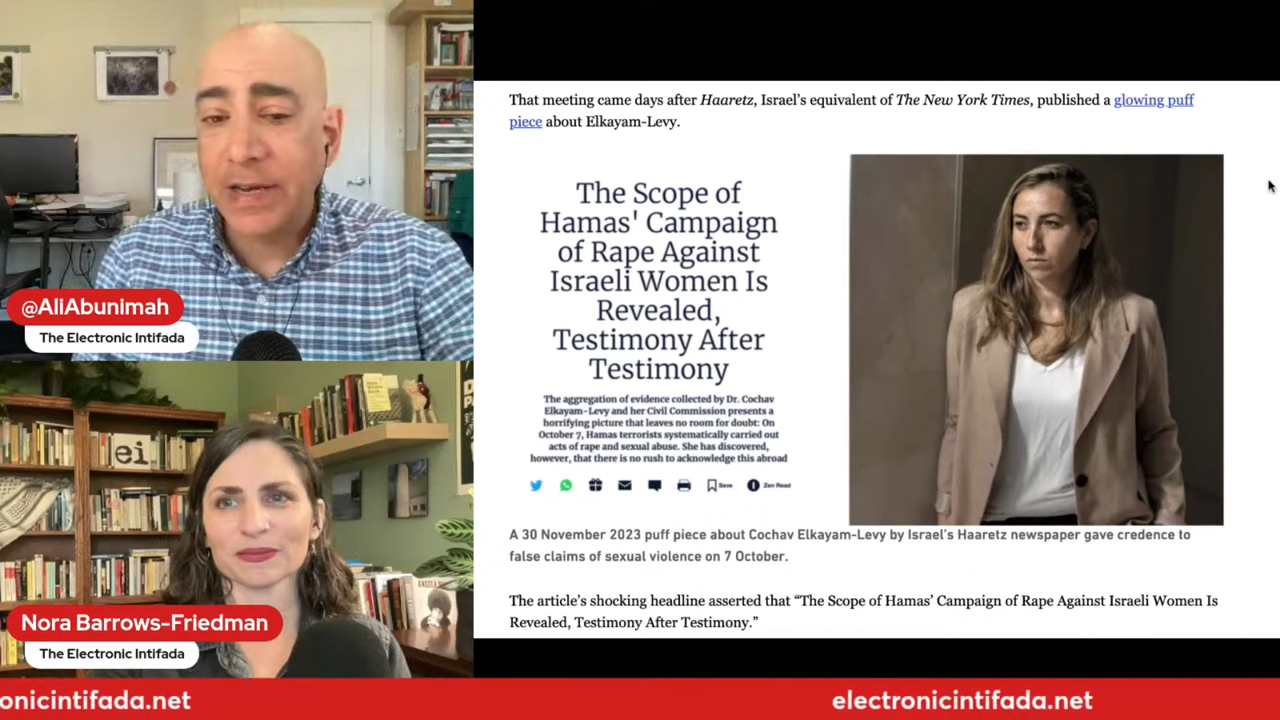 @AliAbunimah
The Electronic Intifada
ei
Nora Barrows-Friedman
The Electronic Intifada
That meeting came days after Haaretz, Israel's equivalent of The New York Times, published a glowing puff
piece about Elkayam-Levy.
The Scope of
Hamas' Campaign
of Rape Against
Israeli Women Is
Revealed,
Testimony After
Testimony
The aggregation of evidence collected by Dr. Cochav
Elkayam-Levy and her Civil Commission presents a
horrifying picture that leaves no room for doubt: On
October 7, Hamas terrorists systematically carried out
acts of rape and sexual abuse. She has discovered,
however, that there is no rush to acknowledge this abroad
Save
Zen Read
A 30 November 2023 puff piece about Cochav Elkayam-Levy by Israel's Haaretz newspaper gave credence to
false claims of sexual violence on 7 October.
The article's shocking headline asserted that “The Scope of Hamas’ Campaign of Rape Against Israeli Women Is
Revealed, Testimony After Testimony.”
onicintifada.net
electronicintifada.net